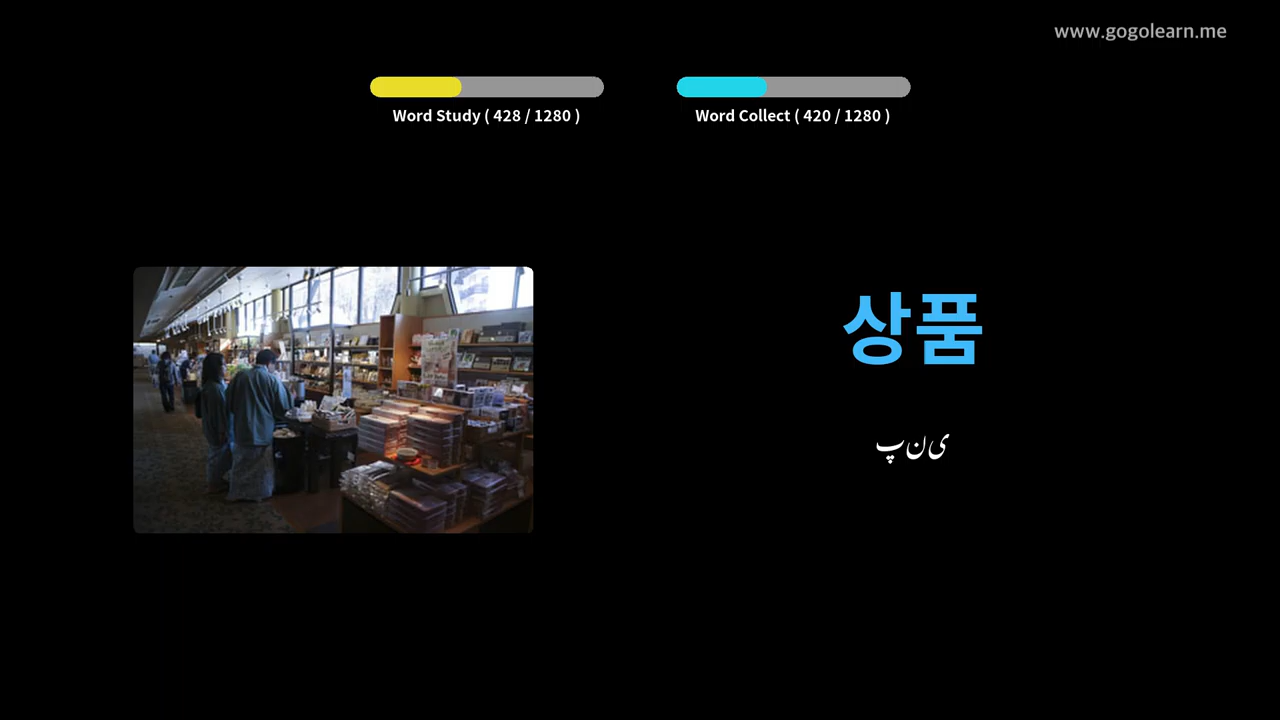 www.gogolearn.me
Word Study ( 428 / 1280 )
Word Collect ( 420 / 1280 )
상품
ی ن پ